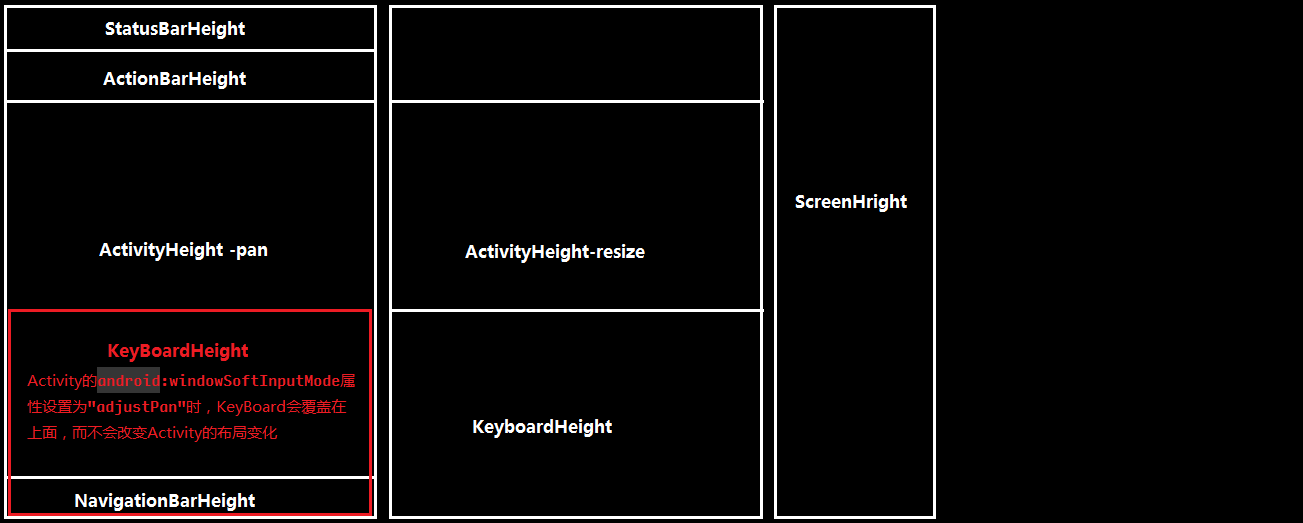 StatusBarHeight
ActionBarHeight
ActivityHeight -pan
KeyBoardHeight
Activity的android:windowSoftInputMode属
性设置为"adjustPan"时，KeyBoard会覆盖在
上面，而不会改变Activity的布局变化
NavigationBarHeight
ActivityHeight-resize
KeyboardHeight
ScreenHright